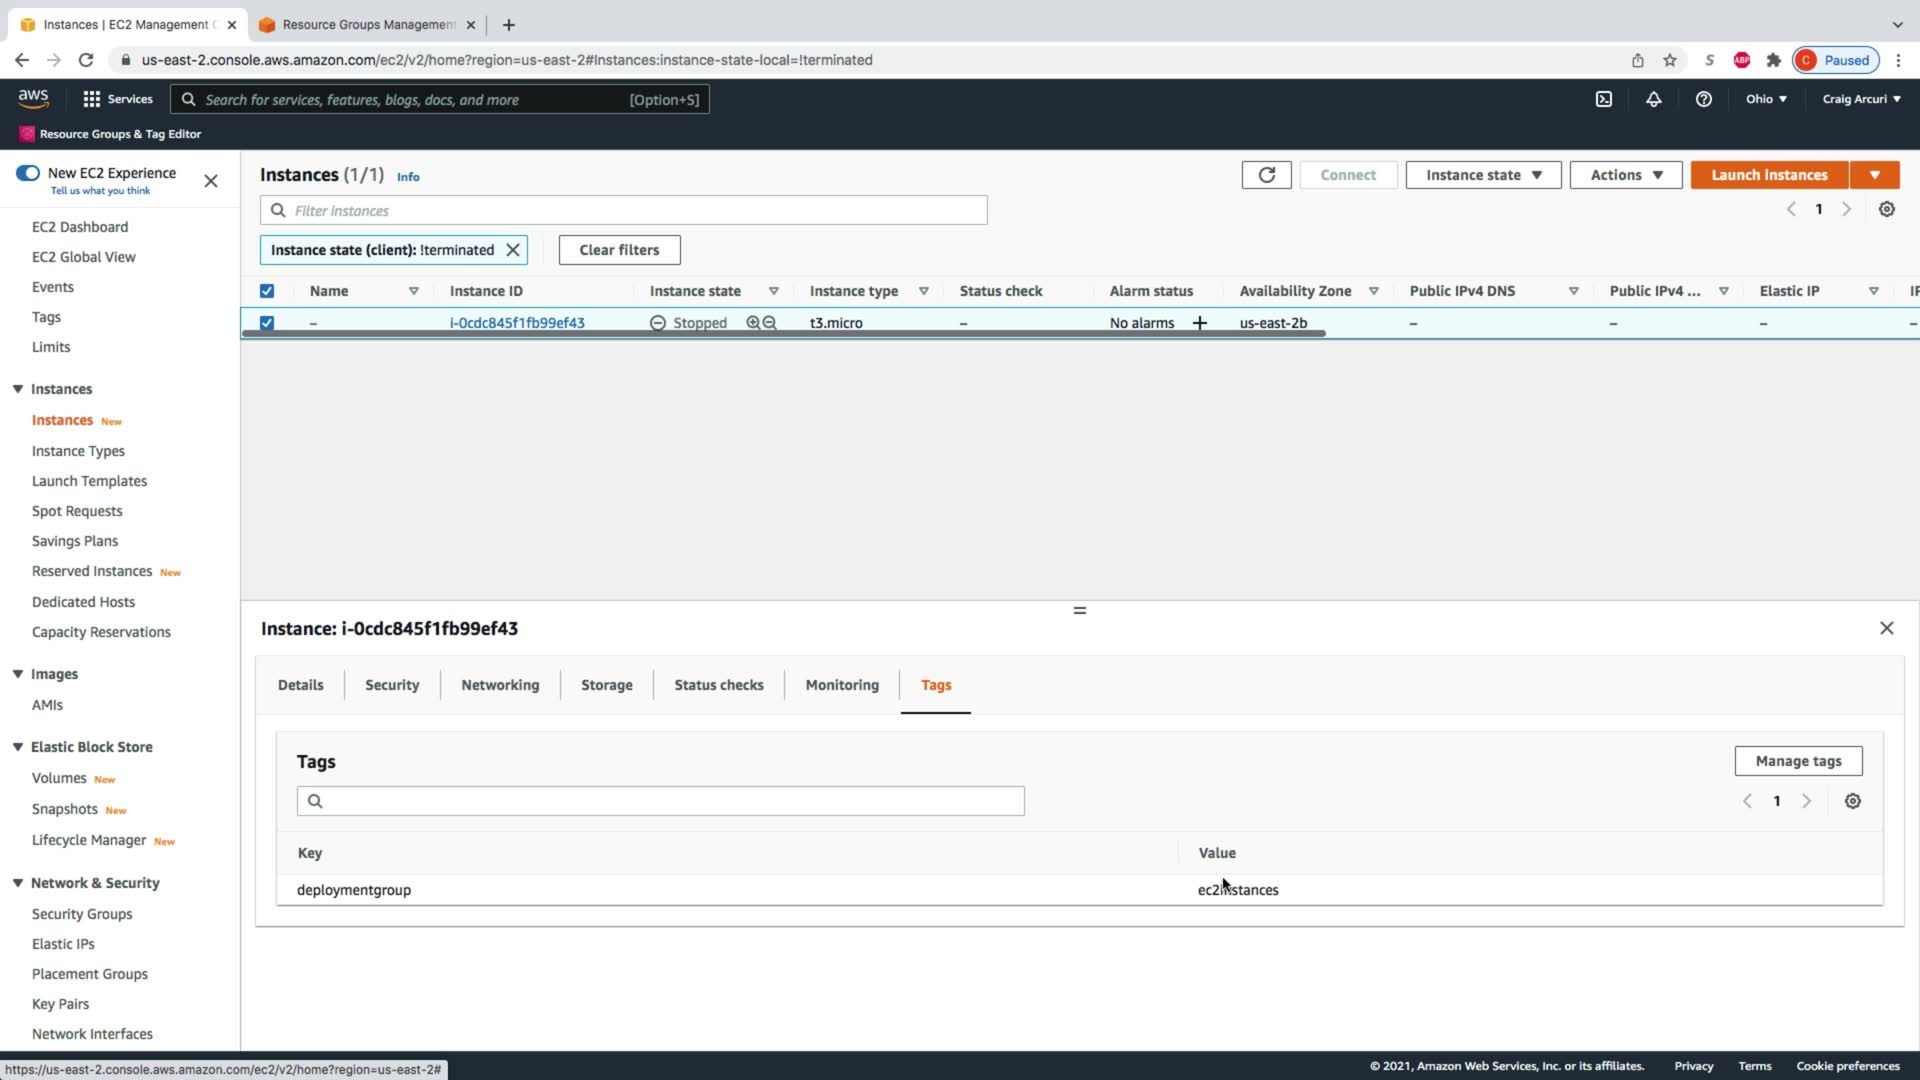 Instances | EC2 Management C
Resource Groups Management
us-east-2.console.aws.amazon.com/ec2/v2/home?region=us-east-2#Instances:instance-state-local=!terminated
S
ABP
C Paused
aws
Services
Search for services, features, blogs, docs, and more [Option+S]
Ohio ▼
Craig Arcuri ▼
Resource Groups & Tag Editor
New EC2 Experience
Tell us what you think
EC2 Dashboard
EC2 Global View
Events
Tags
Limits
Instances
Instances New
Instance Types
Launch Templates
Spot Requests
Savings Plans
Reserved Instances New
Dedicated Hosts
Capacity Reservations
Images
AMIs
Elastic Block Store
Volumes New
Snapshots New
Lifecycle Manager New
Network & Security
Security Groups
Elastic IPs
Placement Groups
Key Pairs
Network Interfaces
Instances (1/1) Info
Connect
Instance state ▼
Actions ▼
Launch instances
Filter instances
1
Instance state (client): !terminated
Clear filters
Name Instance ID Instance state Instance type Status check Alarm status Availability Zone Public IPv4 DNS Public IPv4 ... Elastic IP IP
– i-0cdc845f1fb99ef43 Stopped t3.micro – No alarms + us-east-2b – – – –
Instance: i-0cdc845f1fb99ef43
Details Security Networking Storage Status checks Monitoring Tags
Tags
Manage tags
1
Key Value
deploymentgroup ec2instances
https://us-east-2.console.aws.amazon.com/ec2/v2/home?region=us-east-2#
© 2021, Amazon Web Services, Inc. or its affiliates. Privacy Terms Cookie preferences